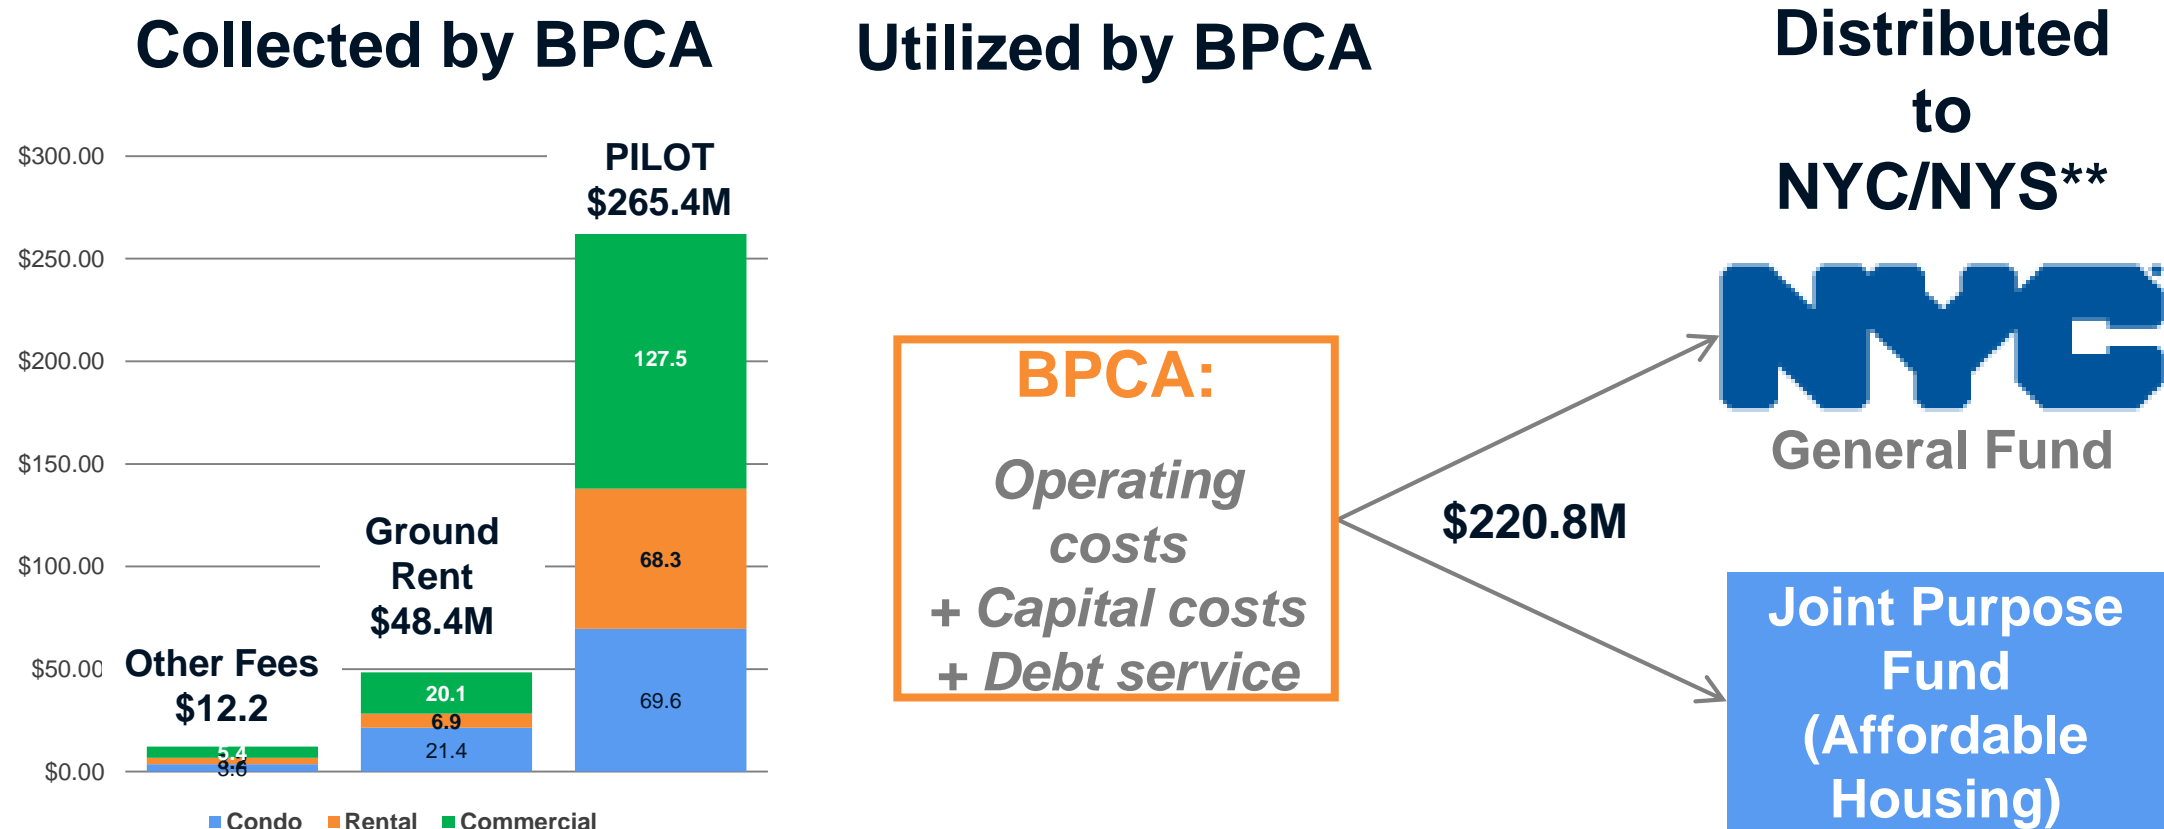 Collected by BPCA
Utilized by BPCA
Distributed
to
NYC/NYS**
$300.00
$250.00
$200.00
$150.00
$100.00
$50.00
$0.00
PILOT
$265.4M
127.5
68.3
69.6
Ground
Rent
$48.4M
20.1
6.9
21.4
Other Fees
$12.2
5.4
3.6
Condo Rental Commercial
BPCA:
Operating
costs
+ Capital costs
+ Debt service
$220.8M
NYC
General Fund
Joint Purpose
Fund
(Affordable
Housing)